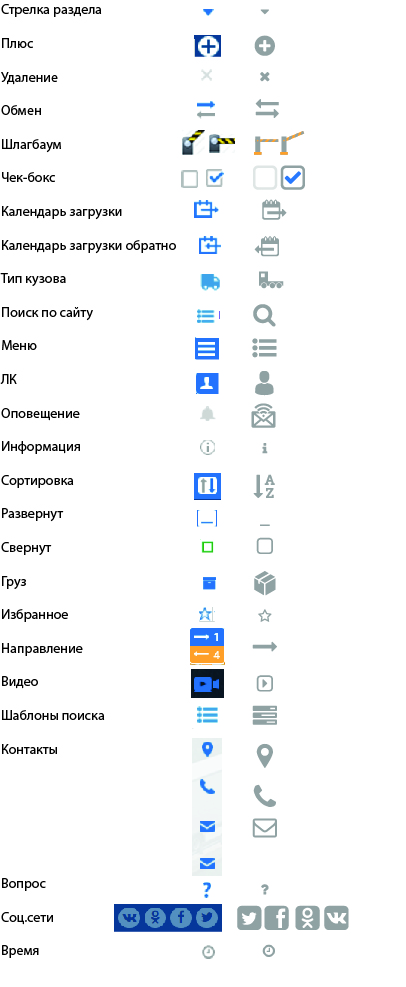 Стрелка раздела
Плюс
Удаление
Обмен
Шлагбаум
Чек-бокс
Календарь загрузки
Календарь загрузки обратно
Тип кузова
Поиск по сайту
Меню
ЛК
Оповещение
Информация
Сортировка
A
Z
Развернут
Свернут
Груз
Избранное
1
Направление
4
Видео
Шаблоны поиска
Контакты
Вопрос
? ?
Соц.сети
Время